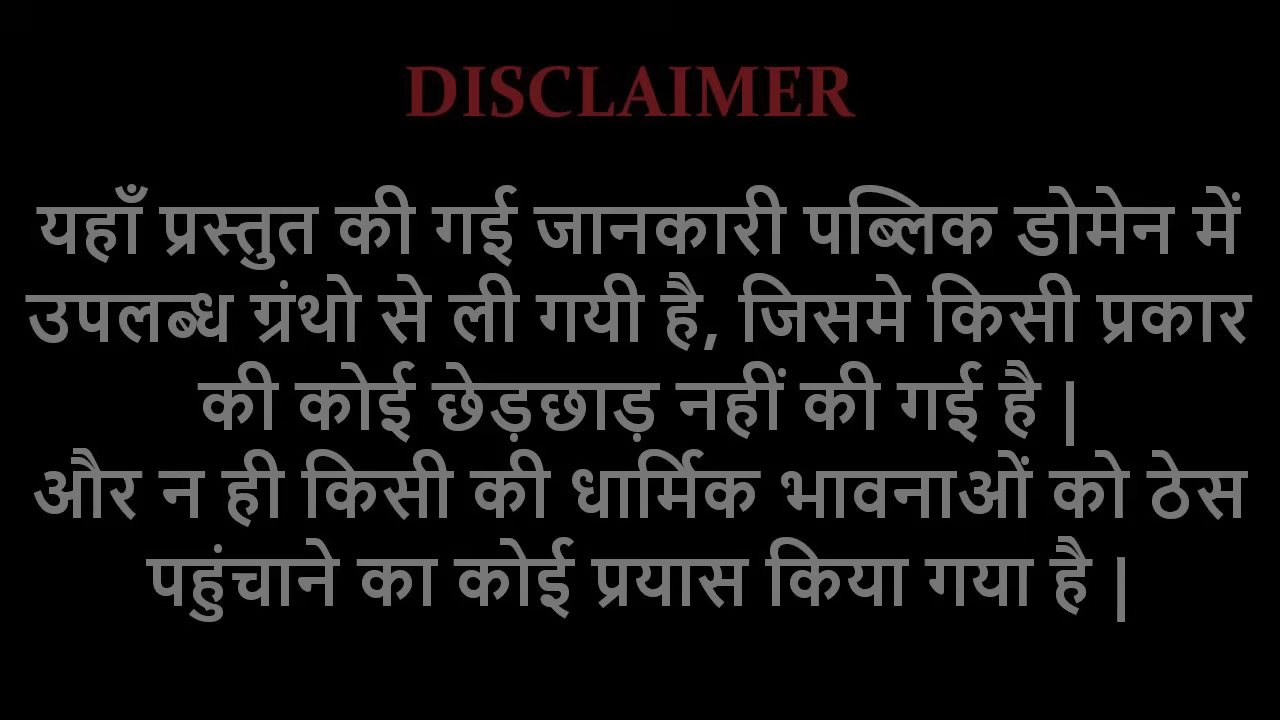 DISCLAIMER
यहाँ प्रस्तुत की गई जानकारी पब्लिक डोमेन में
उपलब्ध ग्रंथो से ली गयी है, जिसमे किसी प्रकार
की कोई छेड़छाड़ नहीं की गई है |
और न ही किसी की धार्मिक भावनाओं को ठेस
पहुंचाने का कोई प्रयास किया गया है |